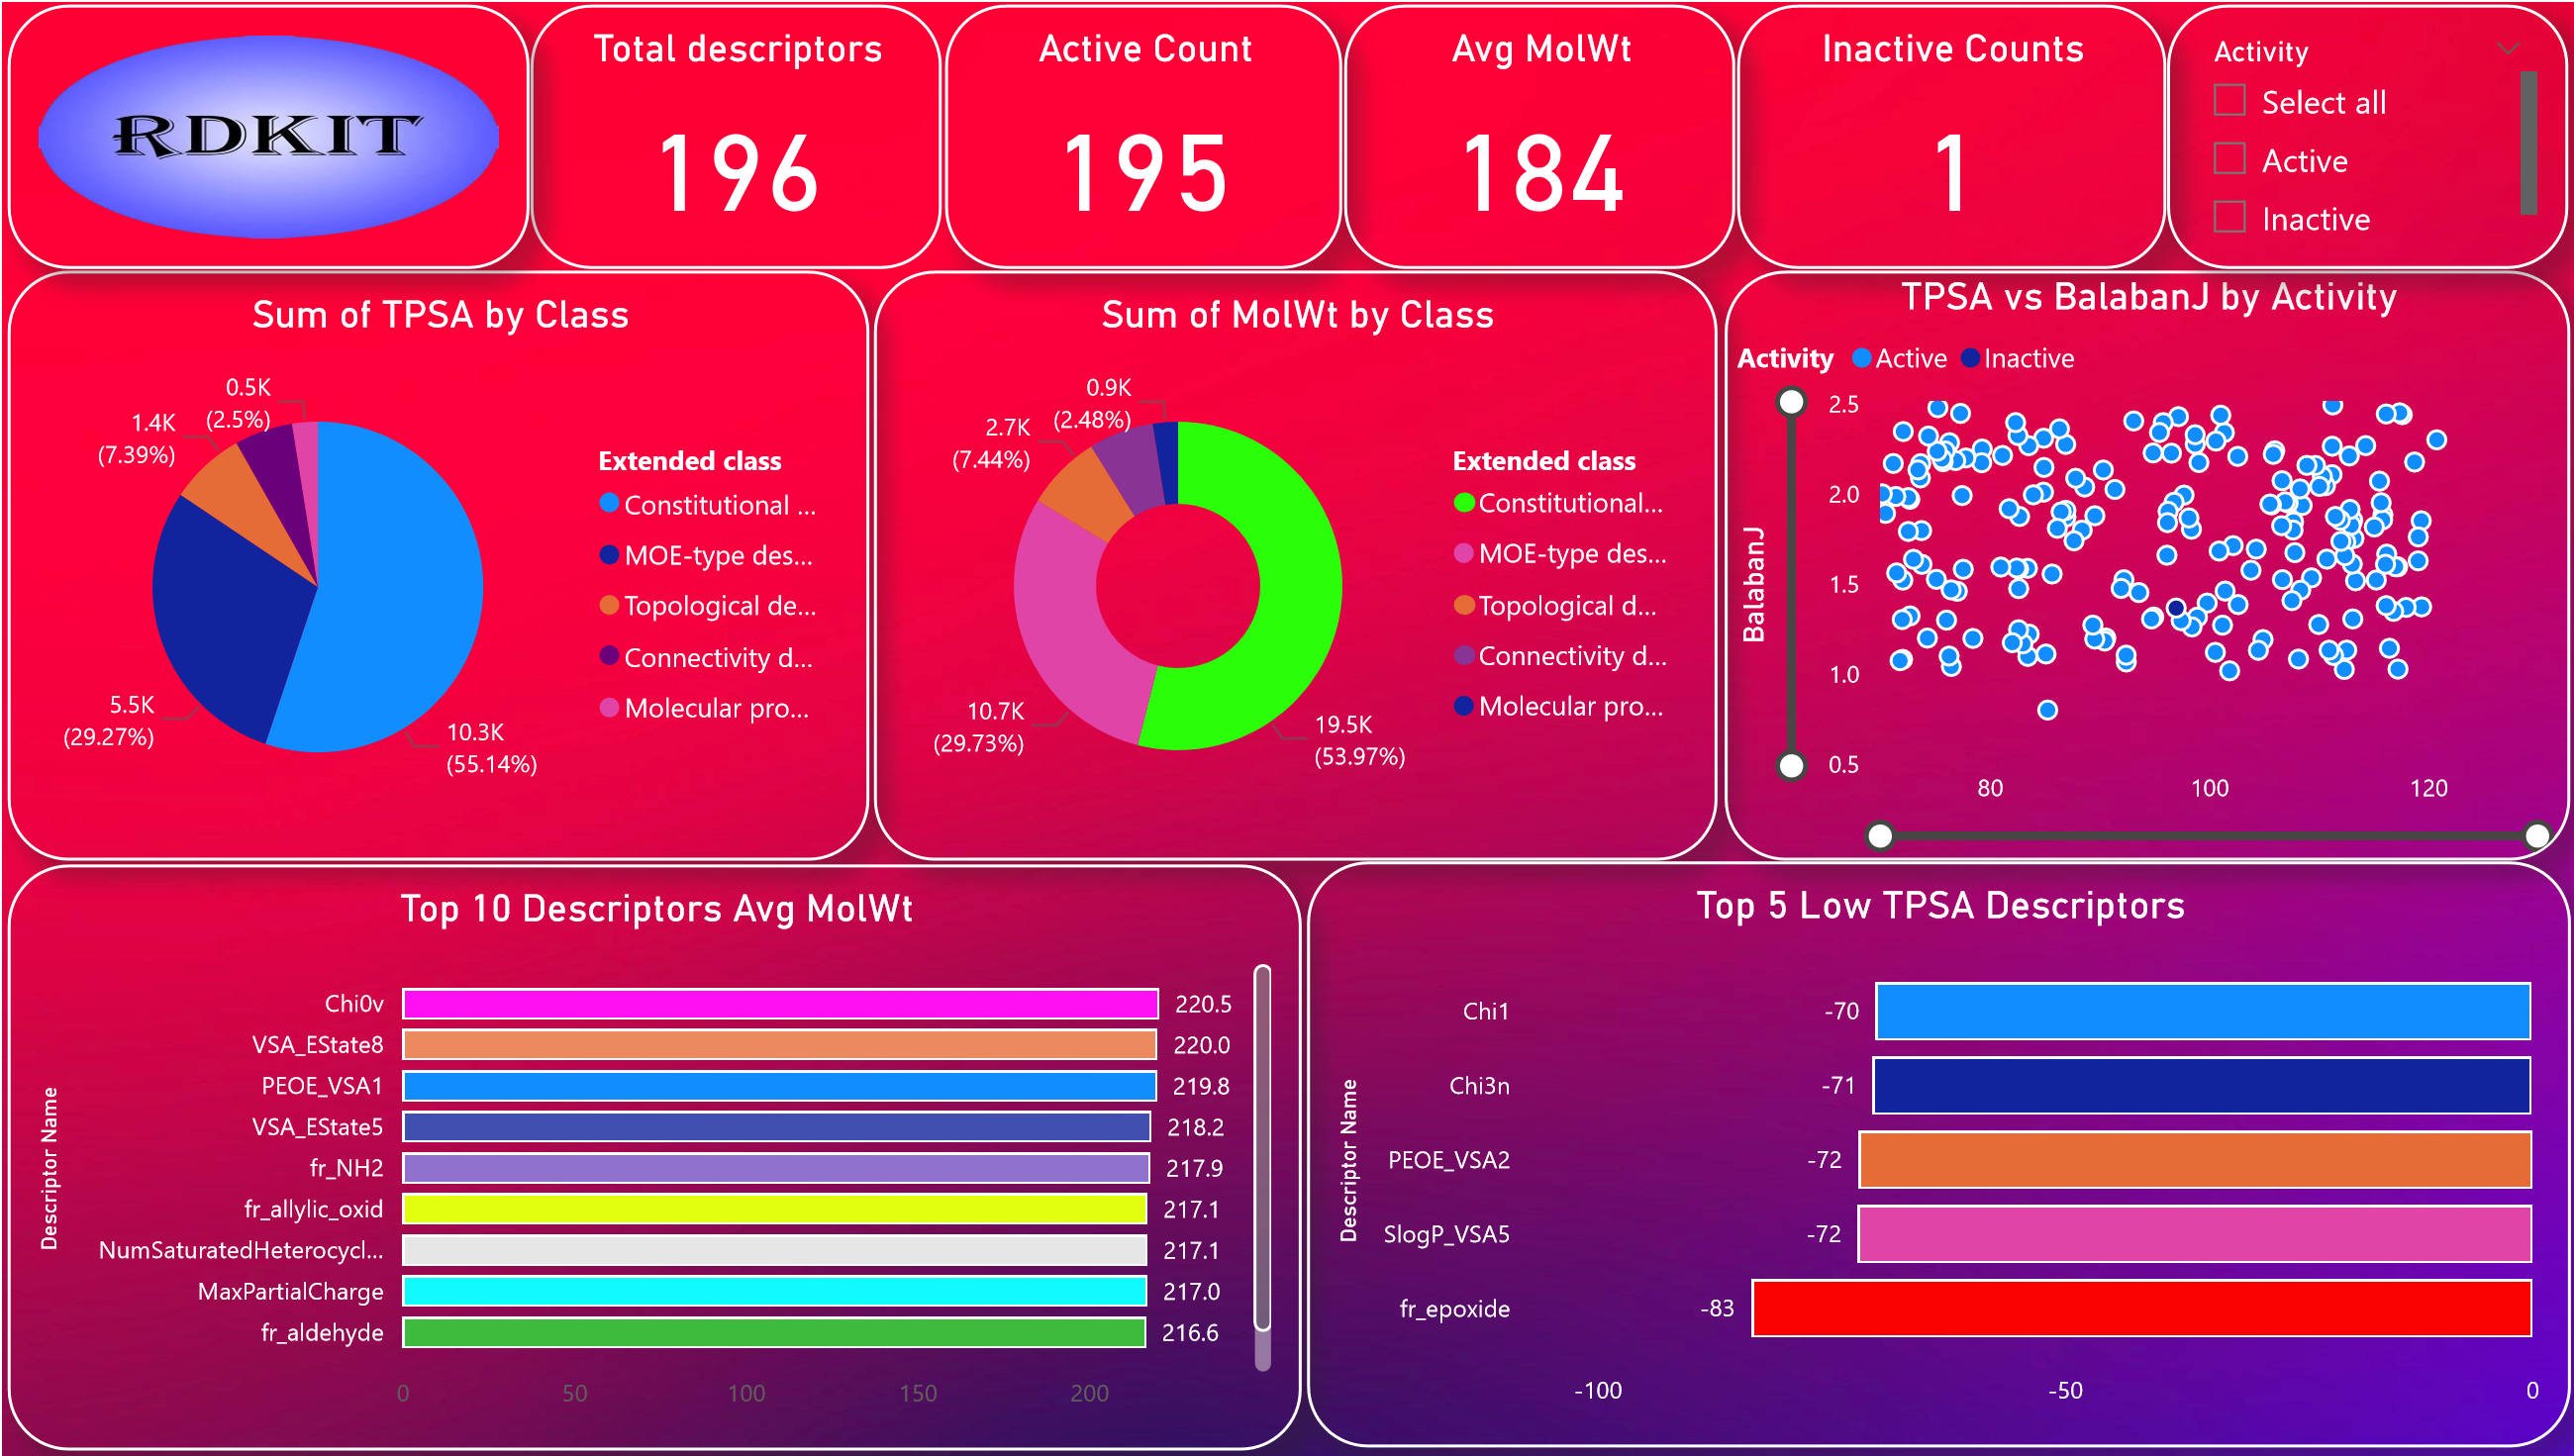 RDKIT
Total descriptors
196
Active Count
195
Avg MolWt
184
Inactive Counts
1
Activity
Select all
Active
Inactive
Sum of TPSA by Class
0.5K
(2.5%)
1.4K
(7.39%)
5.5K
(29.27%)
10.3K
(55.14%)
Extended class
Constitutional ...
MOE-type des...
Topological de...
Connectivity d...
Molecular pro...
Sum of MolWt by Class
0.9K
(2.48%)
2.7K
(7.44%)
10.7K
(29.73%)
19.5K
(53.97%)
Extended class
Constitutional...
MOE-type des...
Topological d...
Connectivity d...
Molecular pro...
TPSA vs BalabanJ by Activity
Activity Active Inactive
BalabanJ
2.5
2.0
1.5
1.0
0.5
80 100 120
Top 10 Descriptors Avg MolWt
Descriptor Name
Chi0v 220.5
VSA_EState8 220.0
PEOE_VSA1 219.8
VSA_EState5 218.2
fr_NH2 217.9
fr_allylic_oxid 217.1
NumSaturatedHeterocycl... 217.1
MaxPartialCharge 217.0
fr_aldehyde 216.6
0 50 100 150 200
Top 5 Low TPSA Descriptors
Descriptor Name
Chi1 -70
Chi3n -71
PEOE_VSA2 -72
SlogP_VSA5 -72
fr_epoxide -83
-100 -50 0